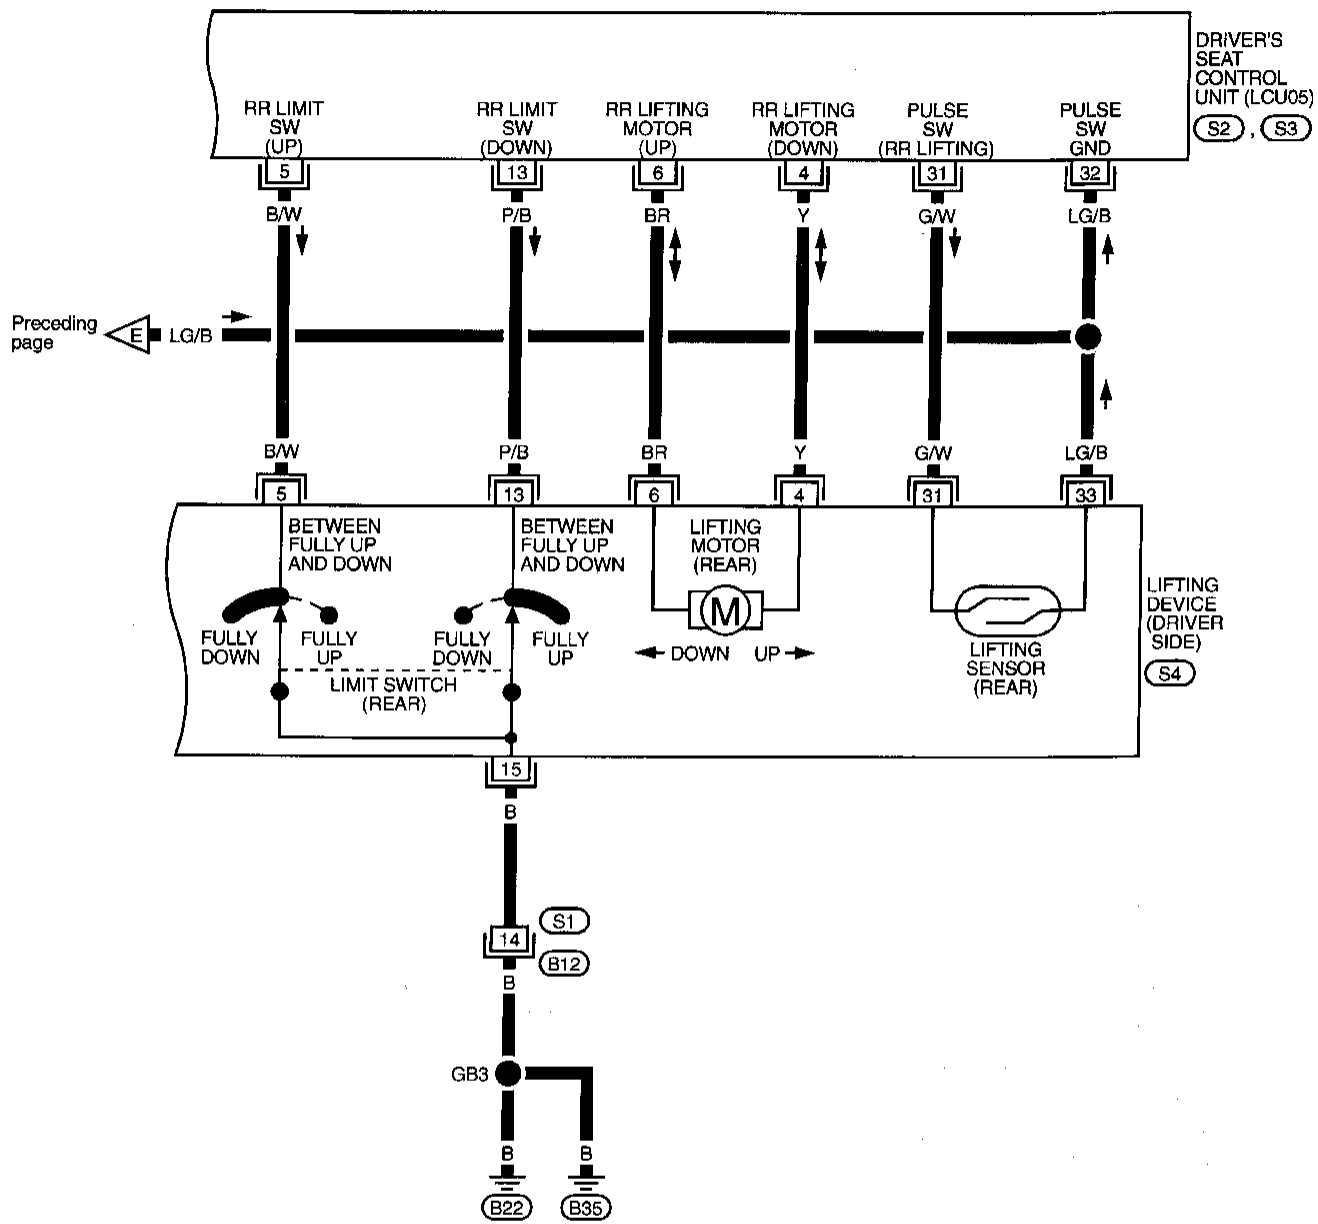 DRIVER'S
SEAT
CONTROL
UNIT (LCU05)
S2 , S3
RR LIMIT
SW
(UP)
RR LIMIT
SW
(DOWN)
RR LIFTING
MOTOR
(UP)
RR LIFTING
MOTOR
(DOWN)
PULSE
SW
(RR LIFTING)
PULSE
SW
GND
5 13 6 4 31 32
B/W P/B BR Y G/W LG/B
Preceding
page
E LG/B
B/W P/B BR Y G/W LG/B
5 13 6 4 31 33
BETWEEN
FULLY UP
AND DOWN
BETWEEN
FULLY UP
AND DOWN
LIFTING
MOTOR
(REAR)
M
FULLY
DOWN
FULLY
UP
FULLY
DOWN
FULLY
UP
DOWN UP
LIMIT SWITCH
(REAR)
LIFTING
SENSOR
(REAR)
LIFTING
DEVICE
(DRIVER
SIDE)
S4
15
B
S1
14
B12
B
GB3
B B
B22 B35